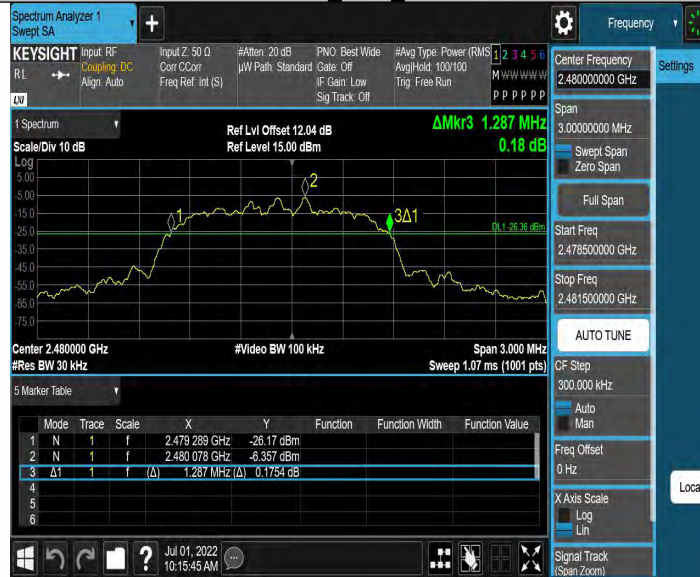 Spectrum Analyzer 1
Swept SA
Frequency
KEYSIGHT
RL
LXI
Input: RF
Coupling: DC
Align: Auto
Input Z: 50 Ω
Corr CCorr
Freq Ref: Int (S)
#Atten: 20 dB
µW Path: Standard
PNO: Best Wide
Gate: Off
IF Gain: Low
Sig Track: Off
#Avg Type: Power (RMS
Avg|Hold: 100/100
Trig: Free Run
1 2 3 4 5 6
M W W W W W
P P P P P P
Center Frequency
2.480000000 GHz
Settings
Span
3.00000000 MHz
Swept Span
Zero Span
Full Span
Start Freq
2.478500000 GHz
Stop Freq
2.481500000 GHz
AUTO TUNE
CF Step
300.000 kHz
Auto
Man
Freq Offset
0 Hz
X Axis Scale
Log
Lin
Signal Track
(Span Zoom)
Loca
1 Spectrum
Scale/Div 10 dB
Log
Ref Lvl Offset 12.04 dB
Ref Level 15.00 dBm
ΔMkr3 1.287 MHz
0.18 dB
5.00
-5.00
-15.0
-25.0
-35.0
-45.0
-55.0
-65.0
-75.0
1
2
3Δ1
DL1 -26.36 dBm
Center 2.480000 GHz
#Res BW 30 kHz
#Video BW 100 kHz
Span 3.000 MHz
Sweep 1.07 ms (1001 pts)
5 Marker Table
Mode Trace Scale X Y Function Function Width Function Value
1 N 1 f 2.479 289 GHz -26.17 dBm
2 N 1 f 2.480 078 GHz -6.357 dBm
3 Δ1 1 f (Δ) 1.287 MHz (Δ) 0.1754 dB
4
5
6
?
Jul 01, 2022
10:15:45 AM